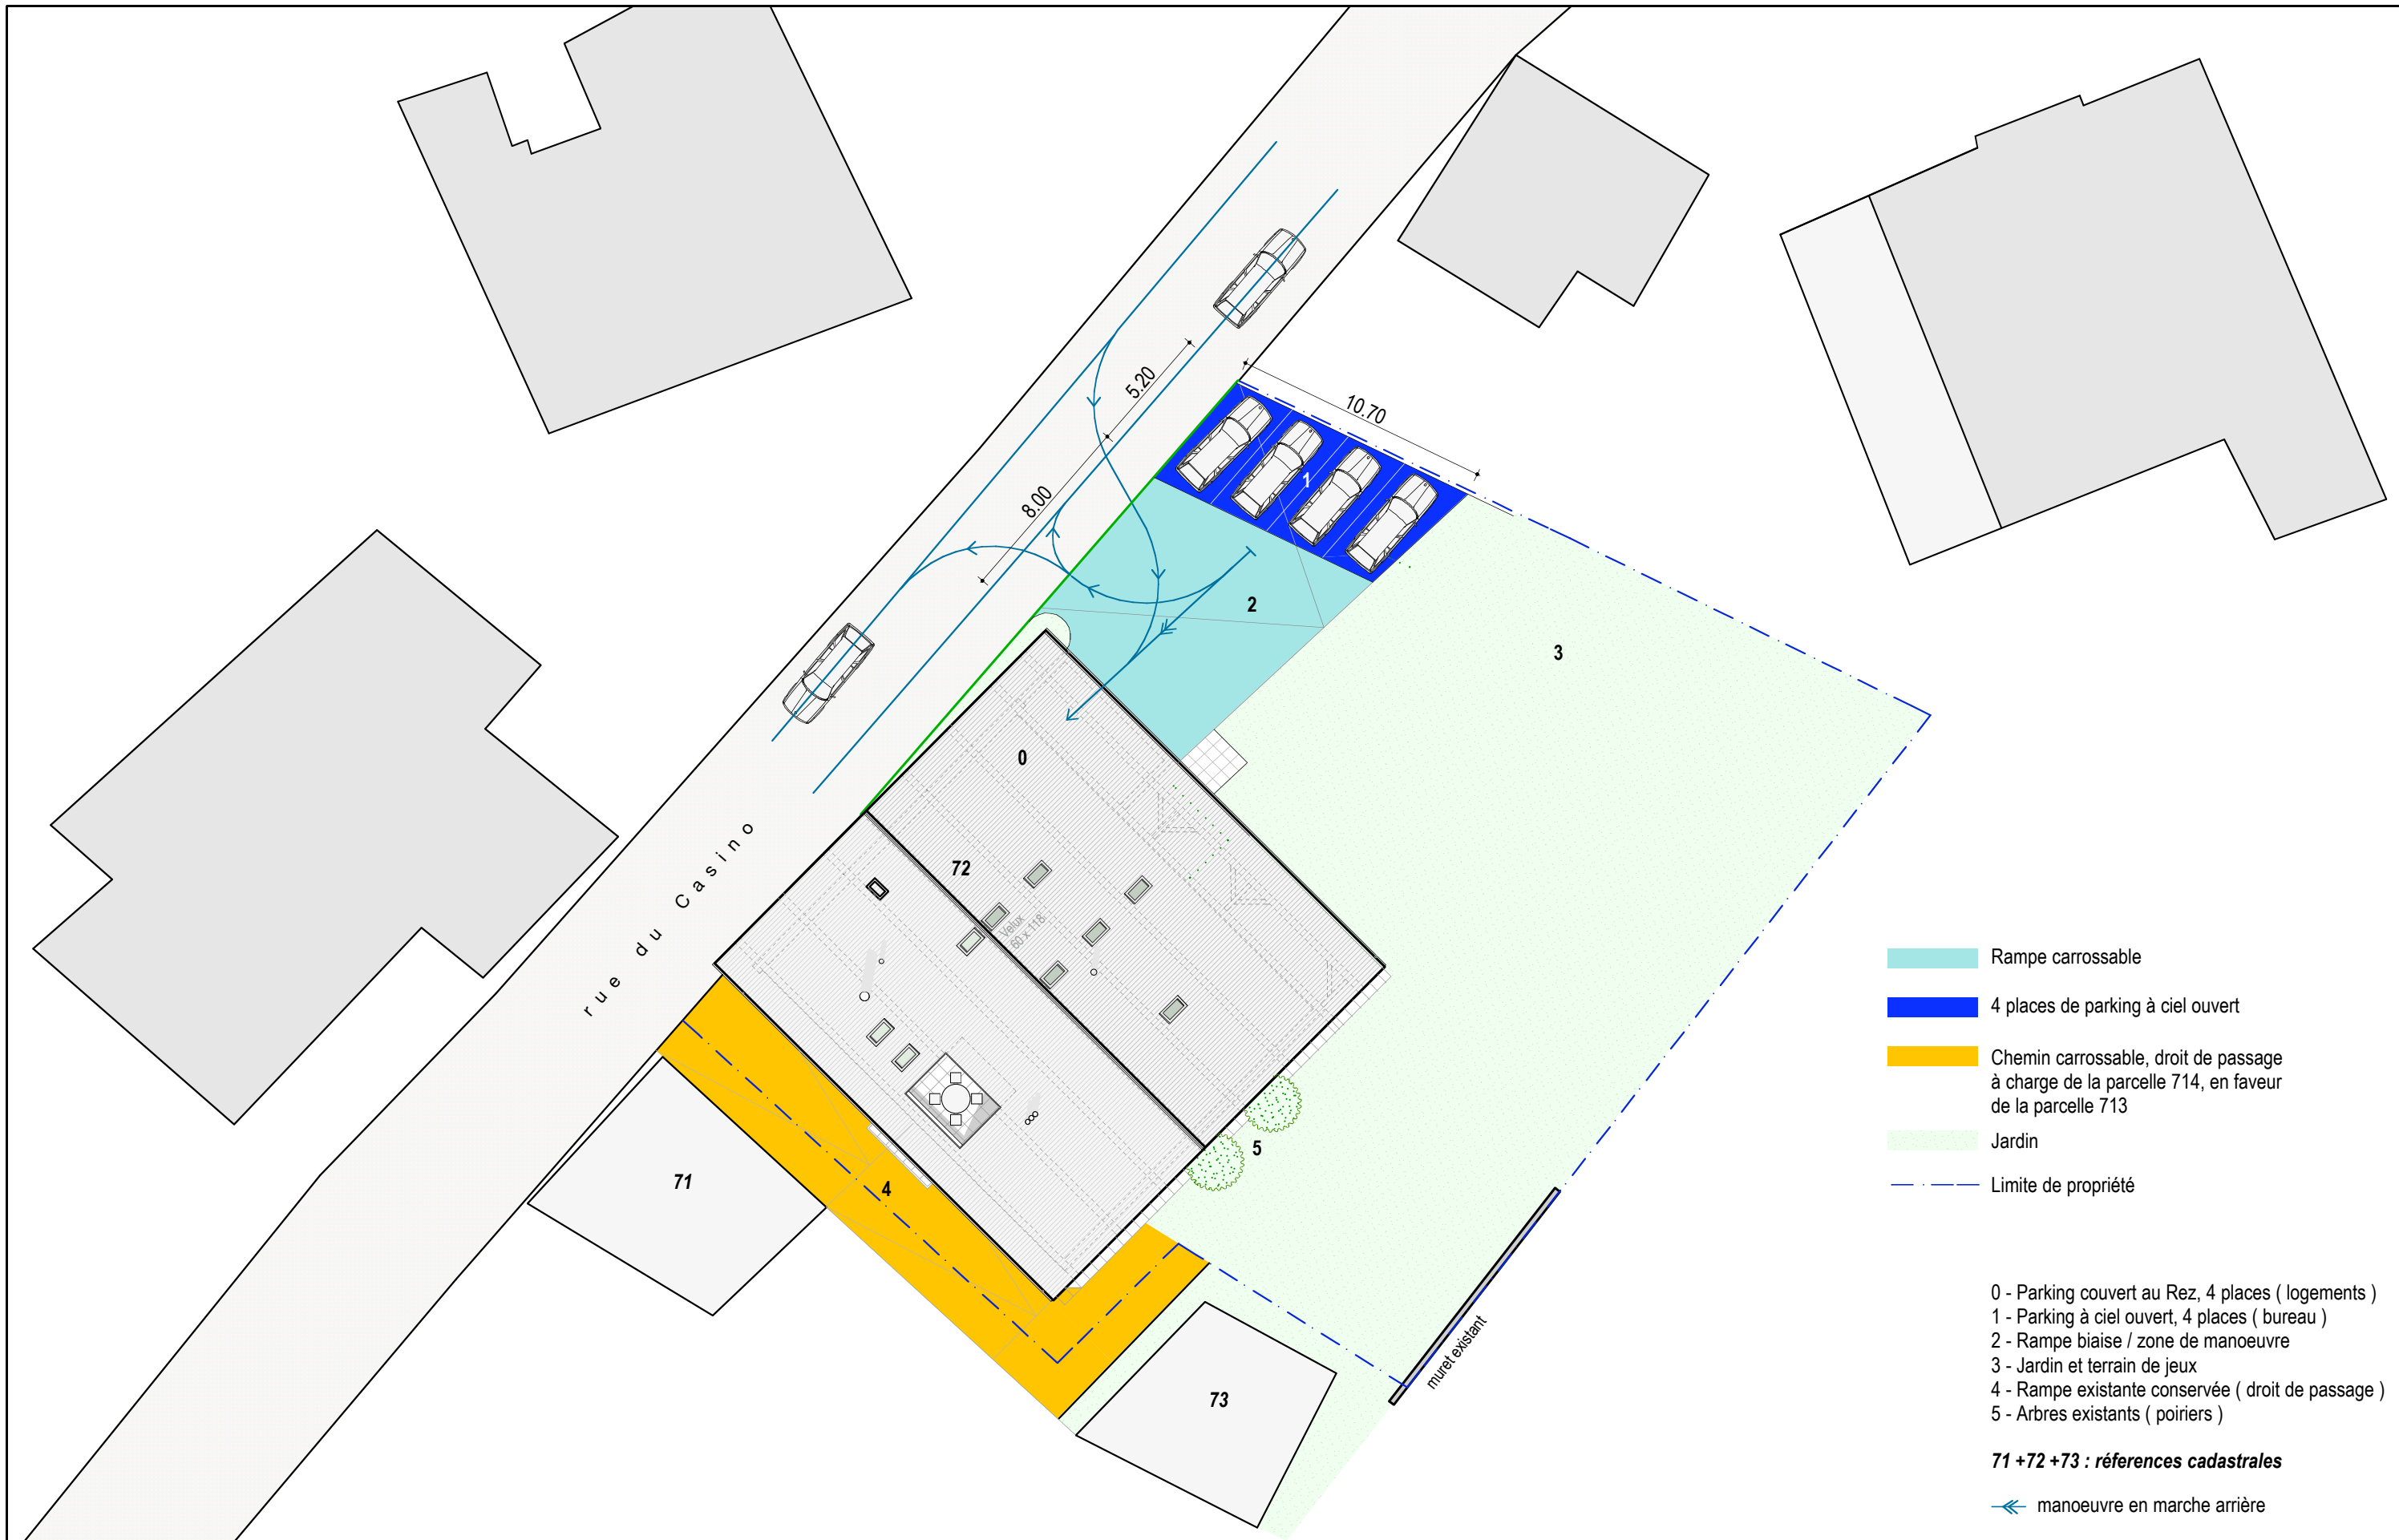 5.20
10.70
8.00
1
2
3
0
rue du Casino
72
Velux
60 x 118
5
71
4
73
muret existant
Rampe carrossable
4 places de parking à ciel ouvert
Chemin carrossable, droit de passage
à charge de la parcelle 714, en faveur
de la parcelle 713
Jardin
Limite de propriété
0 - Parking couvert au Rez, 4 places ( logements )
1 - Parking à ciel ouvert, 4 places ( bureau )
2 - Rampe biaise / zone de manoeuvre
3 - Jardin et terrain de jeux
4 - Rampe existante conservée ( droit de passage )
5 - Arbres existants ( poiriers )
71 +72 +73 : réferences cadastrales
manoeuvre en marche arrière